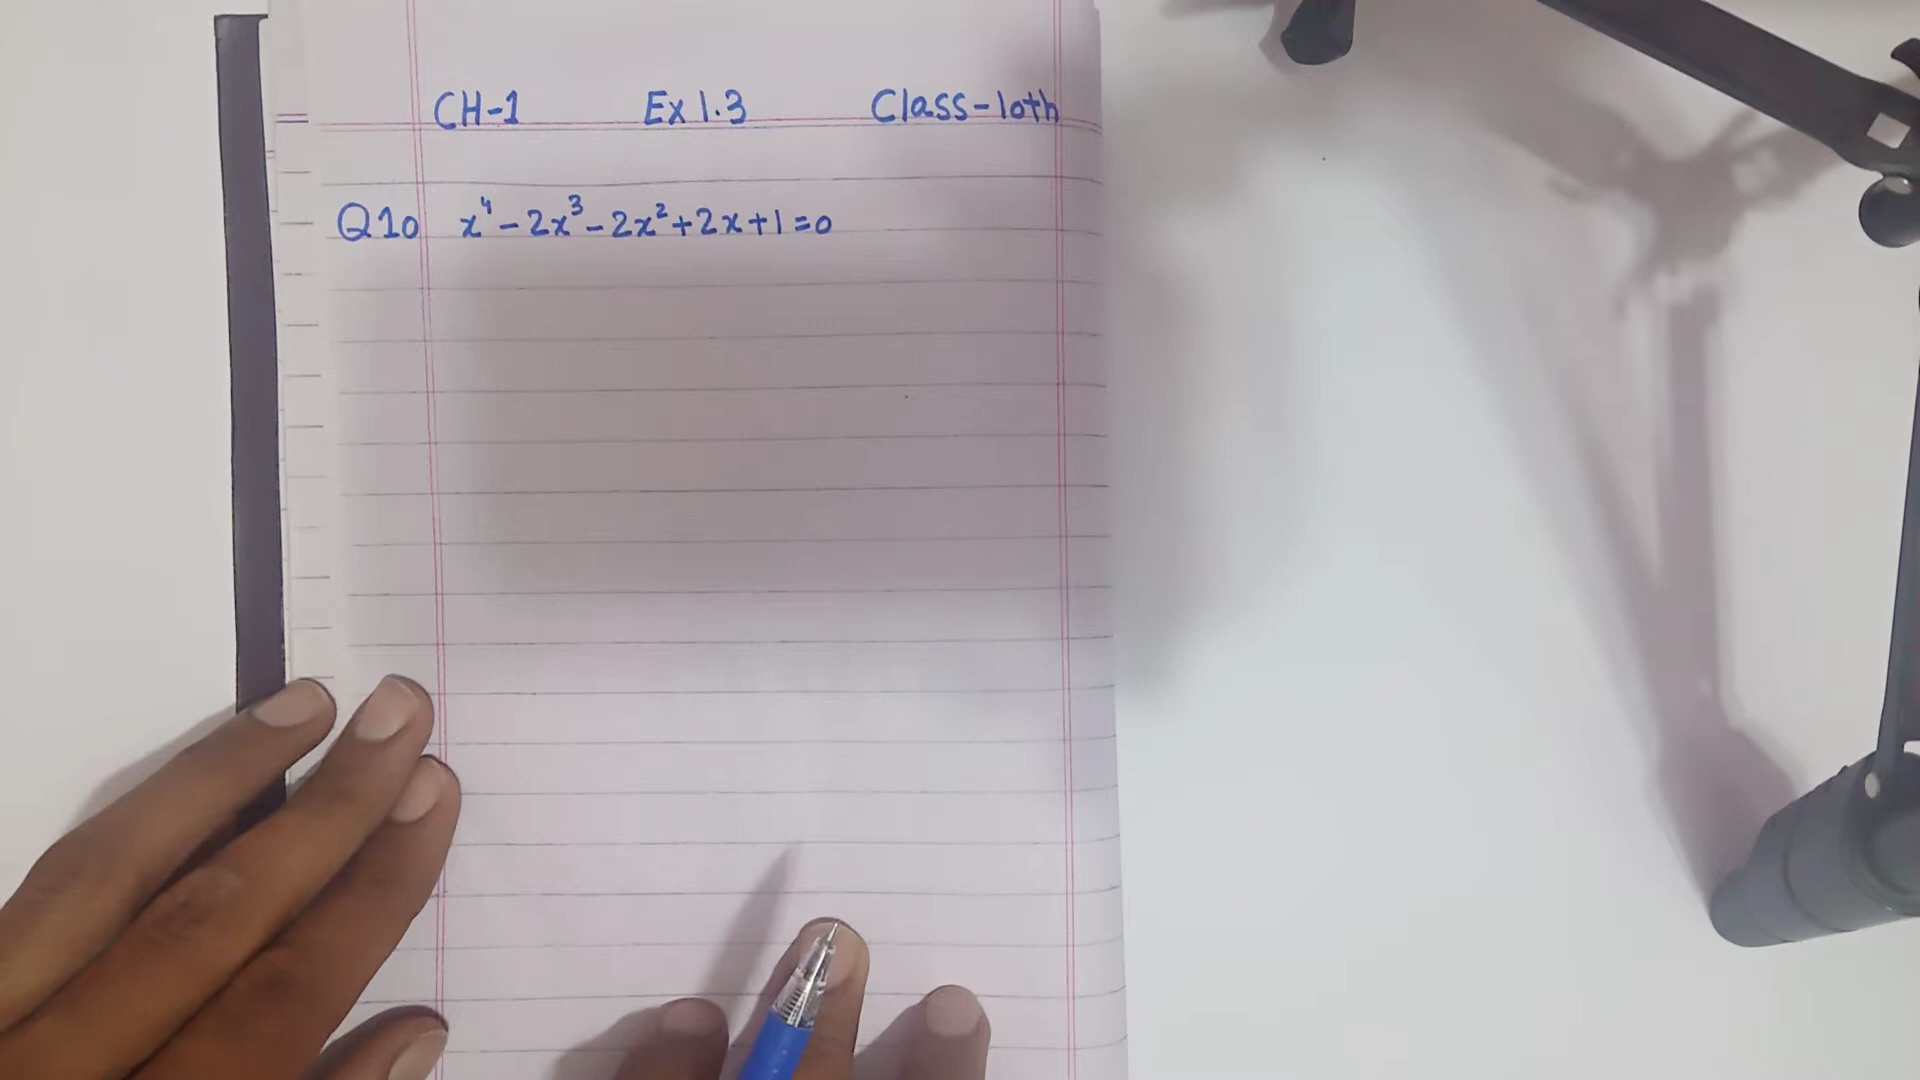 CH-1 Ex 1.3 Class-10th
Q10 x⁴-2x³-2x²+2x+1=0